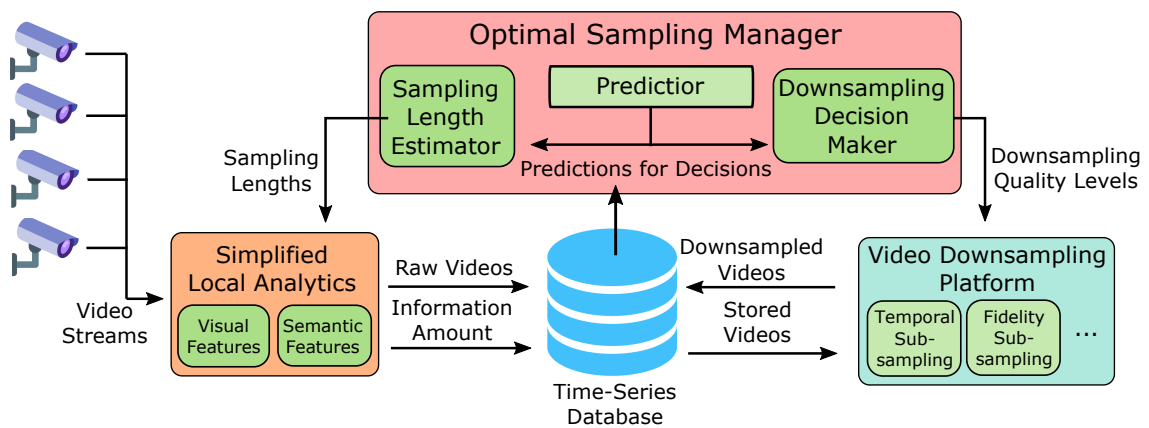 Optimal Sampling Manager
Sampling
Length
Estimator
Predictior
Downsampling
Decision
Maker
Predictions for Decisions
Sampling
Lengths
Downsampling
Quality Levels
Video
Streams
Simplified
Local Analytics
Visual
Features
Semantic
Features
Raw Videos
Information
Amount
Time-Series
Database
Downsampled
Videos
Stored
Videos
Video Downsampling
Platform
Temporal
Sub-
sampling
Fidelity
Sub-
sampling
...